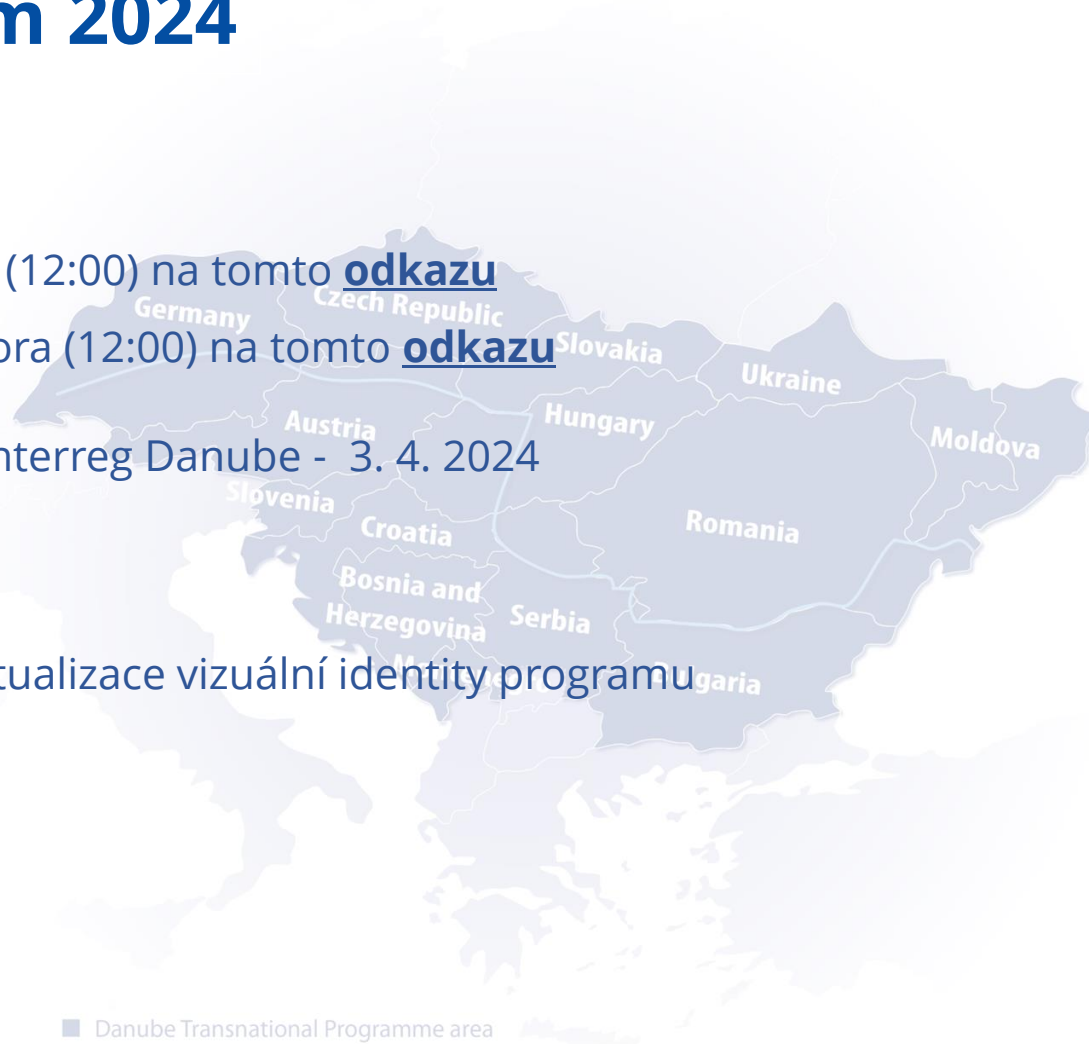 m 2024
(12:00) na tomto odkazu
ora (12:00) na tomto odkazu
nterreg Danube - 3. 4. 2024
tualizace vizuální identity programu
Germany
Czech Republic
Slovakia
Ukraine
Austria
Hungary
Moldova
Slovenia
Croatia
Romania
Bosnia and
Herzegovina
Serbia
Montenegro
Bulgaria
Danube Transnational Programme area